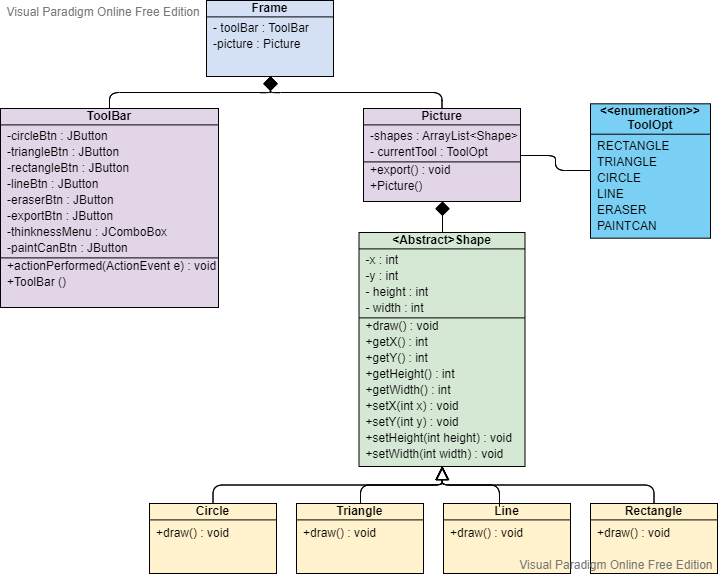 Visual Paradigm Online Free Edition
Frame
- toolBar : ToolBar
-picture : Picture
ToolBar
-circleBtn : JButton
-triangleBtn : JButton
-rectangleBtn : JButton
-lineBtn : JButton
-eraserBtn : JButton
-exportBtn : JButton
-thinknessMenu : JComboBox
-paintCanBtn : JButton
+actionPerformed(ActionEvent e) : void
+ToolBar ()
Picture
-shapes : ArrayList<Shape>
- currentTool : ToolOpt
+export() : void
+Picture()
<<enumeration>>
ToolOpt
RECTANGLE
TRIANGLE
CIRCLE
LINE
ERASER
PAINTCAN
<Abstract>Shape
-x : int
-y : int
- height : int
- width : int
+draw() : void
+getX() : int
+getY() : int
+getHeight() : int
+getWidth() : int
+setX(int x) : void
+setY(int y) : void
+setHeight(int height) : void
+setWidth(int width) : void
Circle
+draw() : void
Triangle
+draw() : void
Line
+draw() : void
Rectangle
+draw() : void
Visual Paradigm Online Free Edition